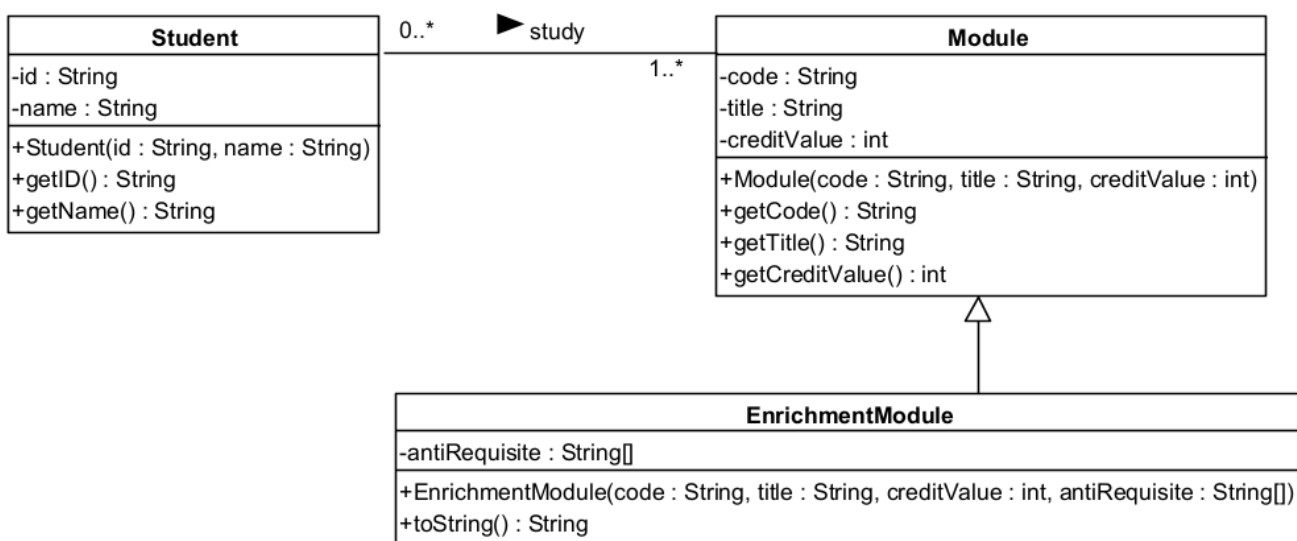 Student
-id : String
-name : String
+Student(id : String, name : String)
+getID() : String
+getName() : String
0..*
study
1..*
Module
-code : String
-title : String
-creditValue : int
+Module(code : String, title : String, creditValue : int)
+getCode() : String
+getTitle() : String
+getCreditValue() : int
EnrichmentModule
-antiRequisite : String[]
+EnrichmentModule(code : String, title : String, creditValue : int, antiRequisite : String[])
+toString() : String